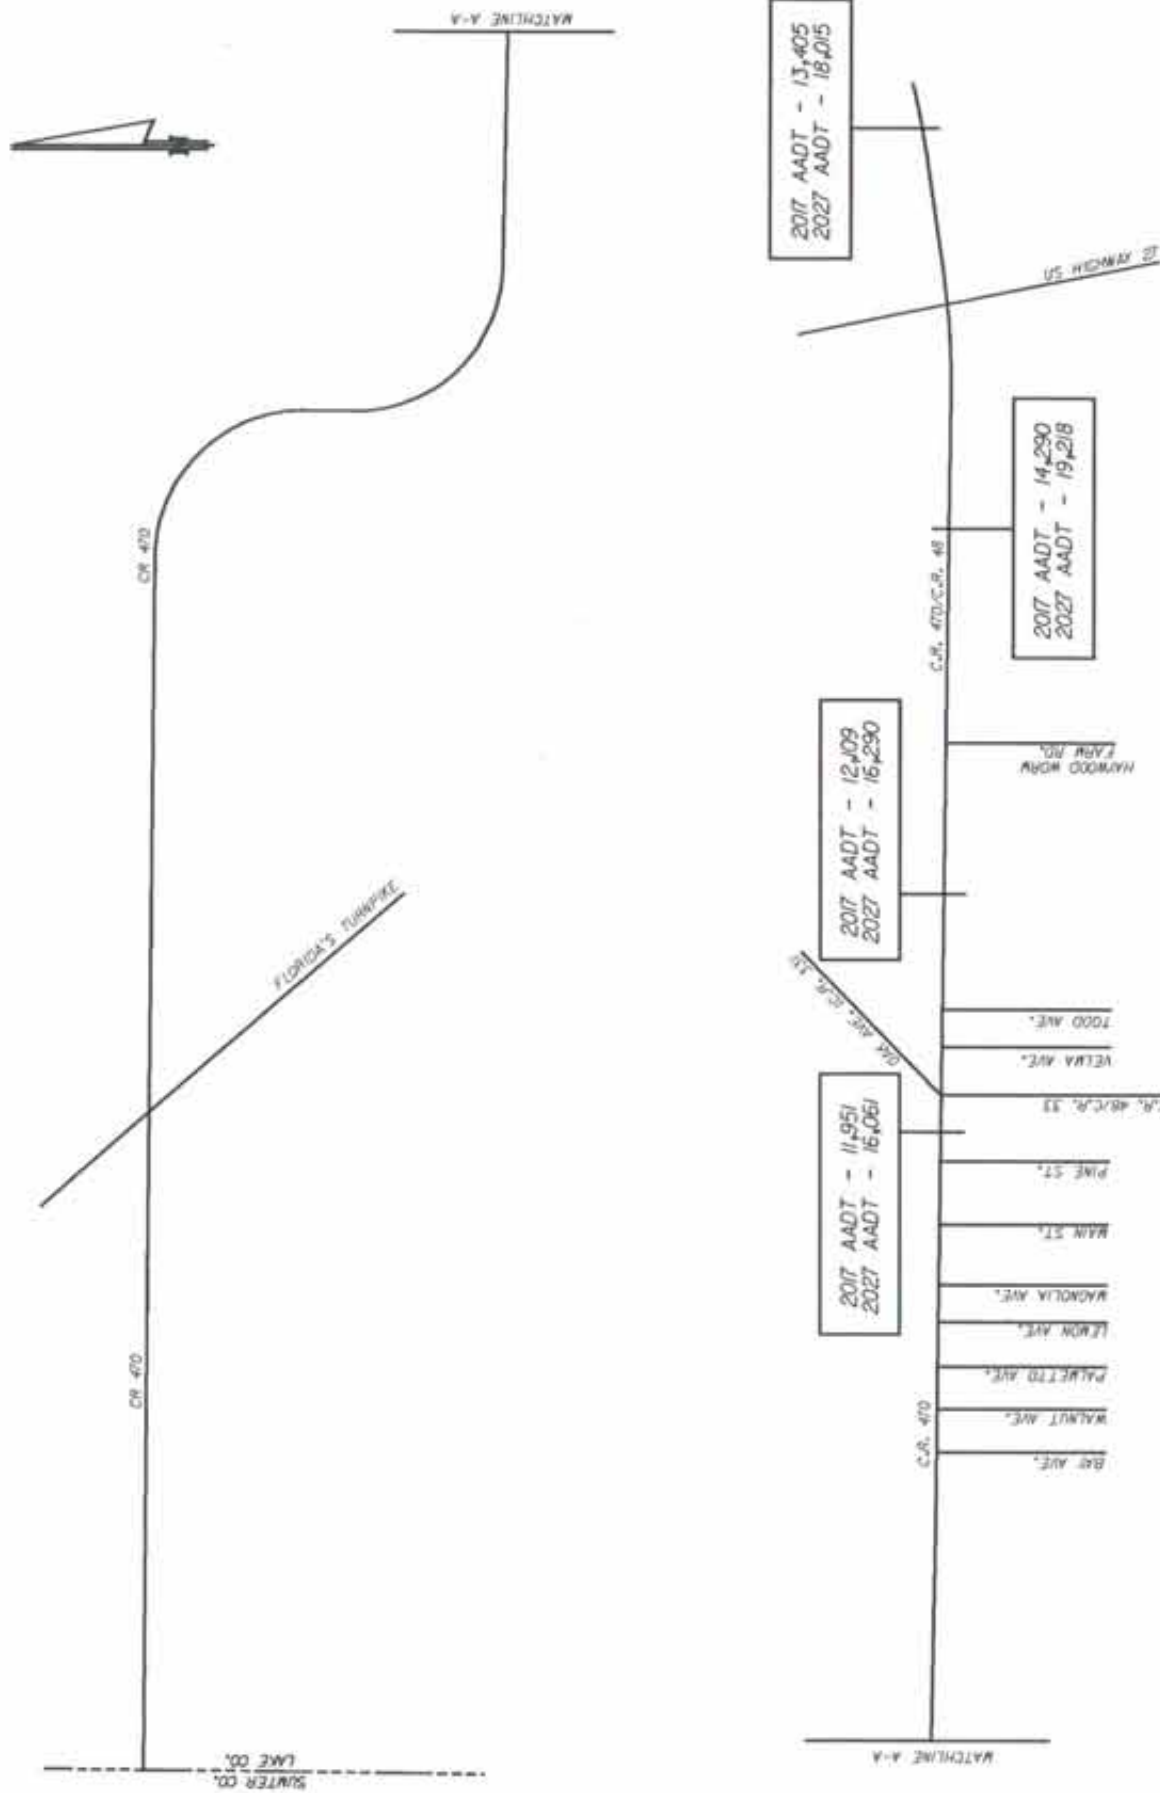 SUMTER CO.
LAKE CO.
CR 470
FLORIDA'S TURNPIKE
CR 470
MATCHLINE A-A
MATCHLINE A-A
C.R. 470
BAY AVE.
WALNUT AVE.
PALMETTO AVE.
LEMON AVE.
MAGNOLIA AVE.
MAIN ST.
PINE ST.
2017 AADT - 11,951
2027 AADT - 16,061
C.R. 48/C.R. 33
OAK AVE. (C.R. 33)
VELMA AVE.
TODD AVE.
2017 AADT - 12,109
2027 AADT - 16,290
HAYWOOD WORM
FARM RD.
C.R. 470/C.R. 48
2017 AADT - 14,290
2027 AADT - 19,218
US HIGHWAY 27
2017 AADT - 13,405
2027 AADT - 18,015